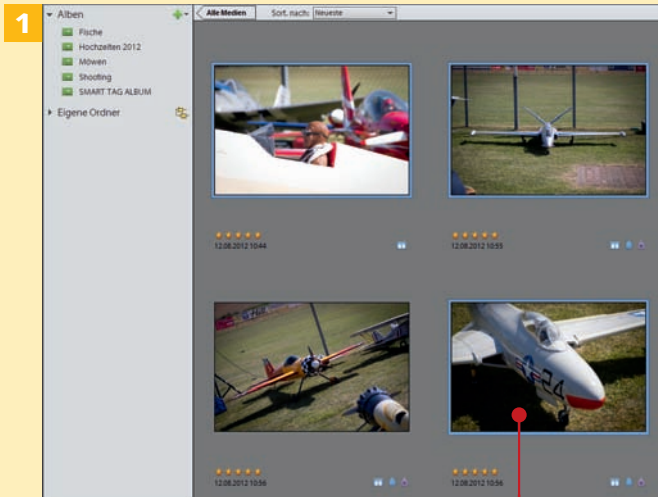 1
Alben
Fische
Hochzeiten 2012
Möwen
Shooting
SMART TAG ALBUM
Eigene Ordner
Alle Medien Sort. nach: Neueste
12.08.2012 10:44
12.08.2012 10:55
12.08.2012 10:56
12.08.2012 10:56
24